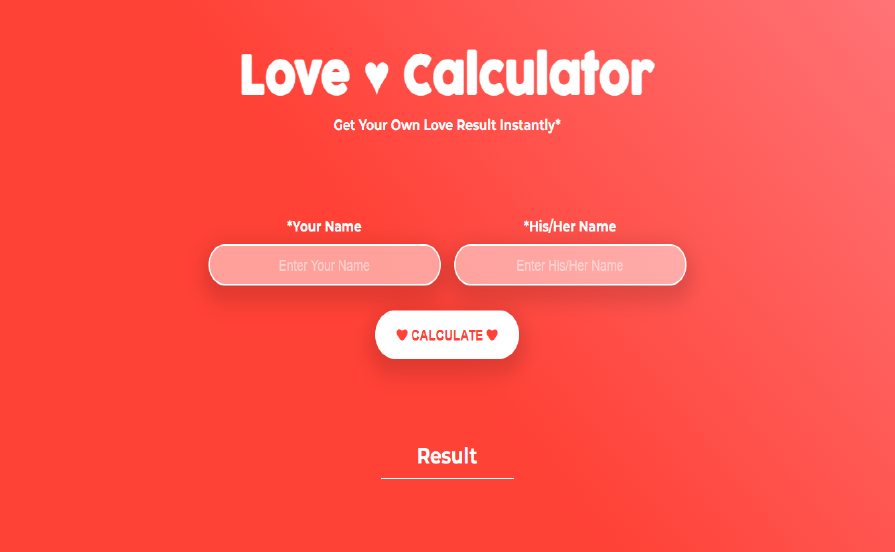 Love ♥ Calculator
Get Your Own Love Result Instantly*
*Your Name
*His/Her Name
Enter Your Name
Enter His/Her Name
♥ CALCULATE ♥
Result